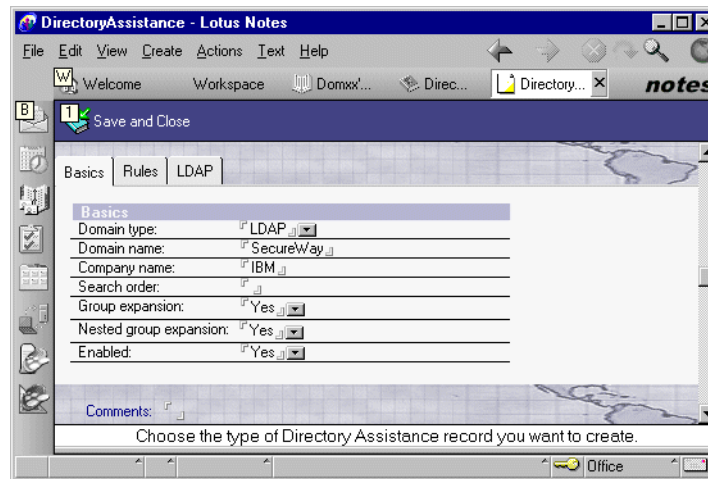 DirectoryAssistance - Lotus Notes
File Edit View Create Actions Text Help
W Welcome Workspace Domxx'... Direc... Directory... notes
B 1 Save and Close
Basics Rules LDAP
Basics
Domain type: LDAP
Domain name: SecureWay
Company name: IBM
Search order:
Group expansion: Yes
Nested group expansion: Yes
Enabled: Yes
Comments:
Choose the type of Directory Assistance record you want to create.
Office